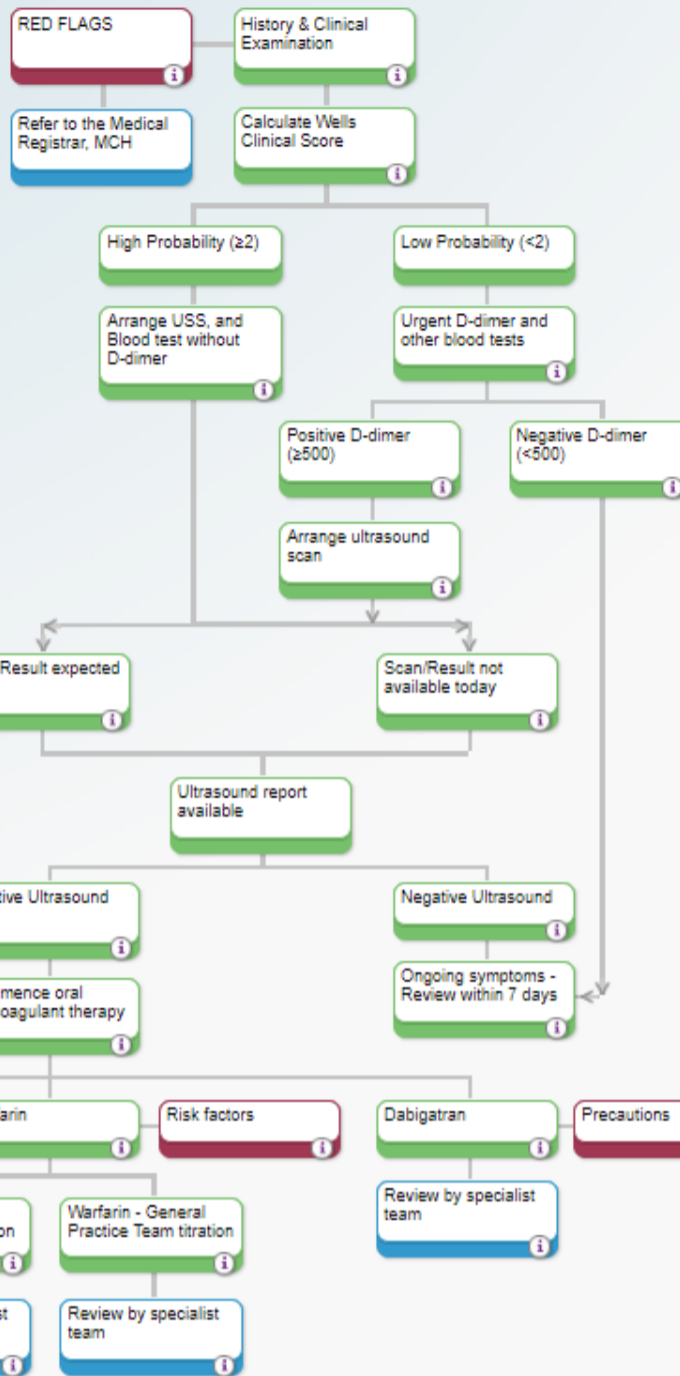 RED FLAGS
History & Clinical
Examination
Refer to the Medical
Registrar, MCH
Calculate Wells
Clinical Score
High Probability (≥2)
Low Probability (<2)
Arrange USS, and
Blood test without
D-dimer
Urgent D-dimer and
other blood tests
Positive D-dimer
(≥500)
Negative D-dimer
(<500)
Arrange ultrasound
scan
Result expected
Scan/Result not
available today
Ultrasound report
available
Ultrasound
Negative Ultrasound
oral
therapy
Ongoing symptoms -
Review within 7 days
Risk factors
Dabigatran
Precautions
Warfarin - General
Practice Team titration
Review by specialist
team
Review by specialist
team